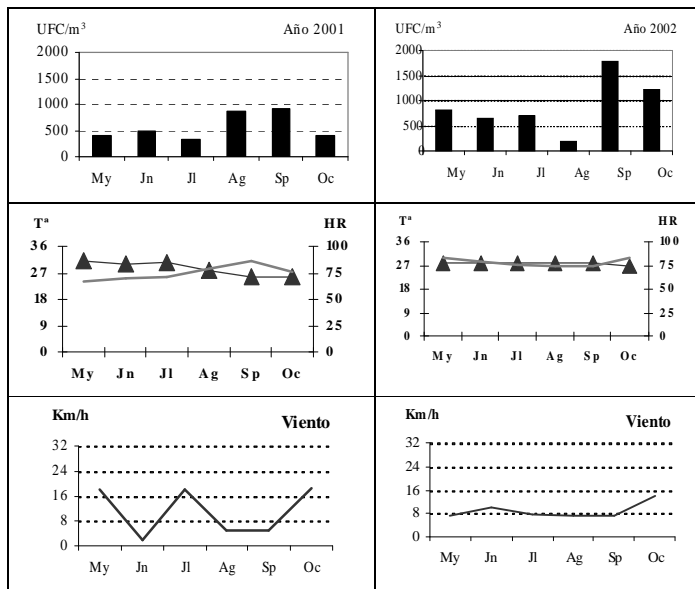 UFC/m³ Año 2001
2000
1500
1000
500
0
My Jn Jl Ag Sp Oc
UFC/m³ Año 2002
2000
1500
1000
500
0
My Jn Jl Ag Sp Oc
Tª HR
36 100
27 75
18 50
9 25
0 0
My Jn Jl Ag Sp Oc
Tª HR
36 100
27 75
18 50
9 25
0 0
My Jn Jl Ag Sp Oc
Km/h Viento
32
24
16
8
0
My Jn Jl Ag Sp Oc
Km/h Viento
32
24
16
8
0
My Jn Jl Ag Sp Oc